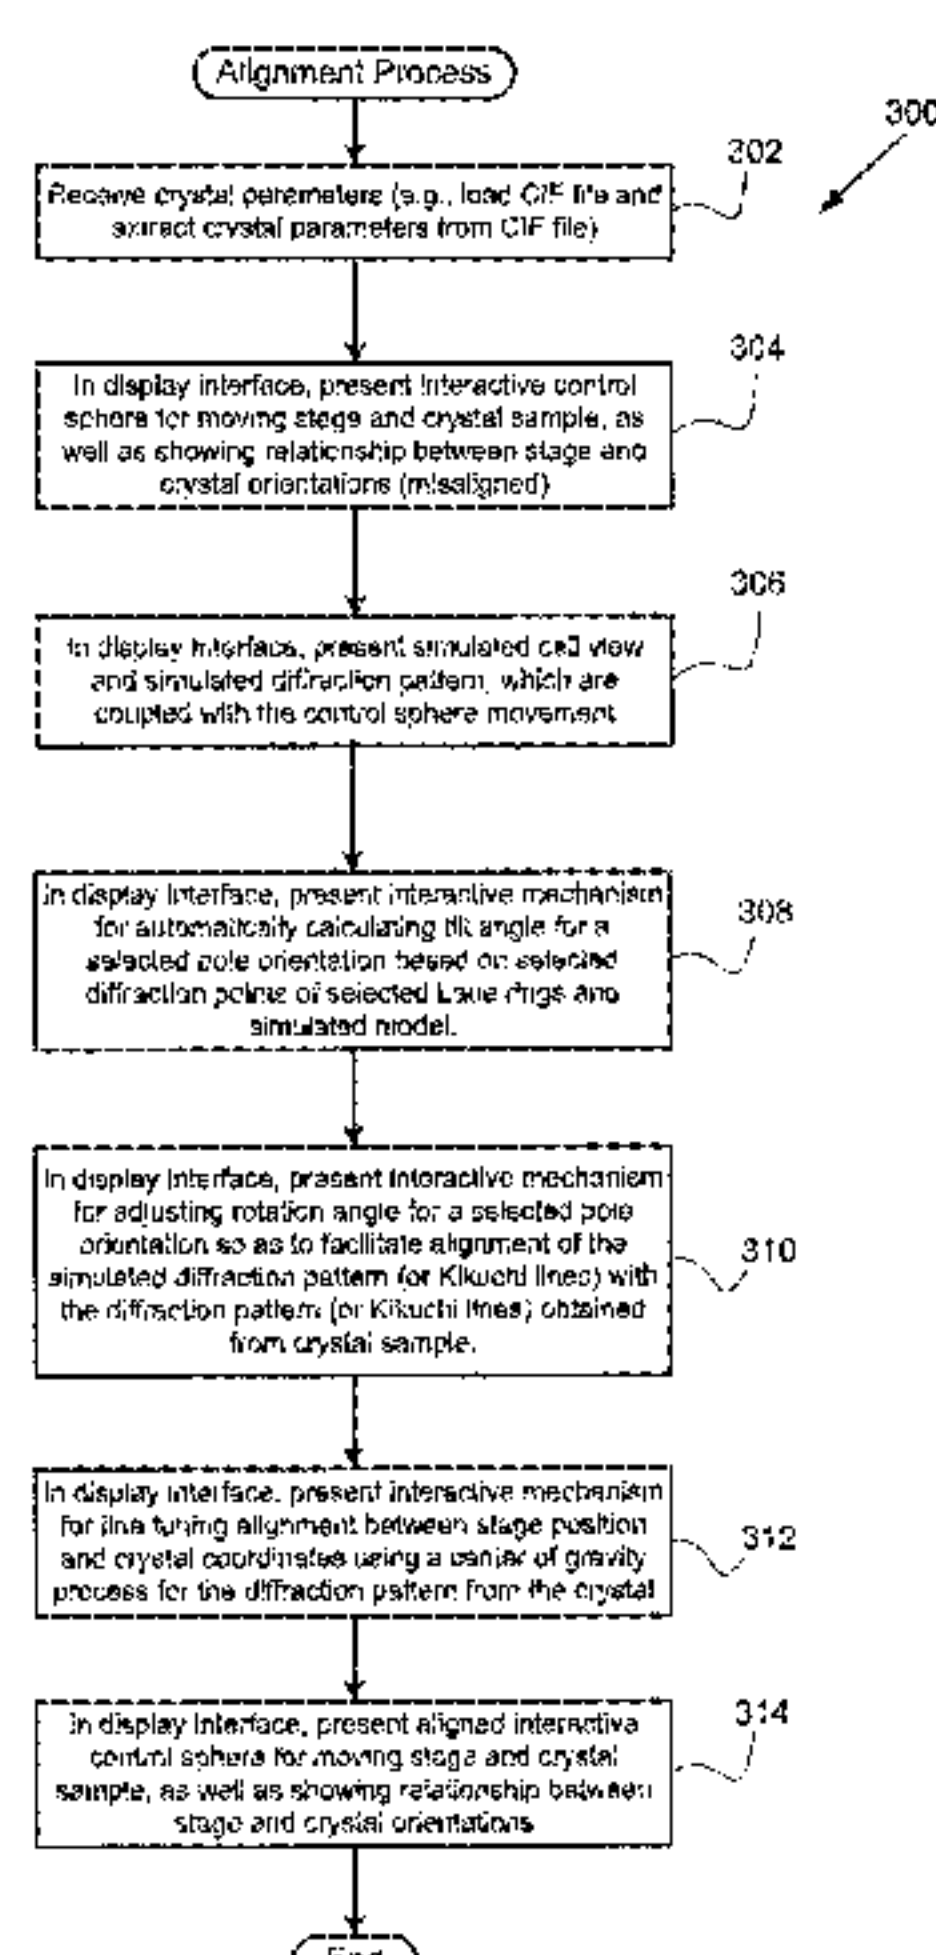 Alignment Process
300
302
Receive crystal parameters (e.g., load CIF file and
extract crystal parameters from CIF file)
304
In display interface, present interactive control
sphere for moving stage and crystal sample, as
well as showing relationship between stage and
crystal orientations (misaligned)
306
In display interface, present simulated cell view
and simulated diffraction pattern, which are
coupled with the control sphere movement
308
In display interface, present interactive mechanism
for automatically calculating tilt angle for a
selected pole orientation based on selected
diffraction points of selected Laue rings and
simulated model.
310
In display interface, present interactive mechanism
for adjusting rotation angle for a selected pole
orientation so as to facilitate alignment of the
simulated diffraction pattern (or Kikuchi lines) with
the diffraction pattern (or Kikuchi lines) obtained
from crystal sample.
312
In display interface, present interactive mechanism
for fine tuning alignment between stage position
and crystal coordinates using a center of gravity
process for the diffraction pattern from the crystal
314
In display interface, present aligned interactive
control sphere for moving stage and crystal
sample, as well as showing relationship between
stage and crystal orientations
End